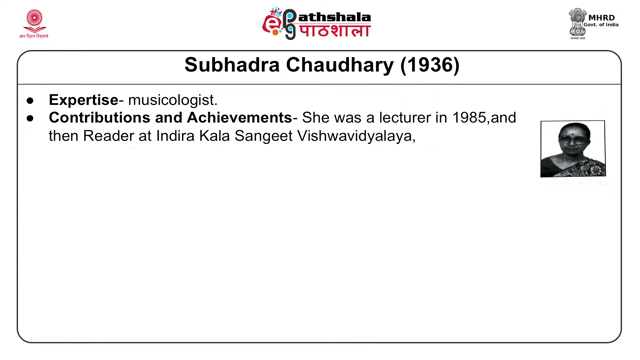 ePathshala
पाठशाला
MHRD
Govt. of India
Subhadra Chaudhary (1936)
● Expertise- musicologist.
● Contributions and Achievements- She was a lecturer in 1985,and
then Reader at Indira Kala Sangeet Vishwavidyalaya,